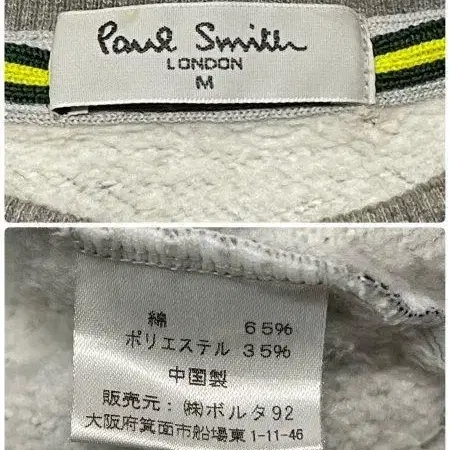 Paul Smith
LONDON
M
綿 65%
ポリエステル 35%
中国製
販売元:㈱ボルタ92
大阪府箕面市船場東1-11-46